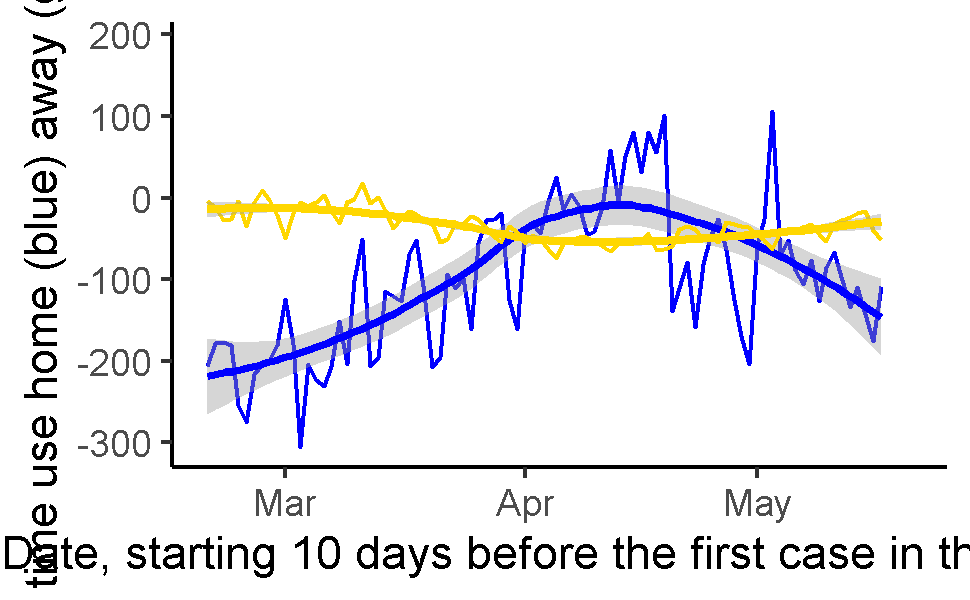 time use home (blue) away (
200
100
0
-100
-200
-300
Mar Apr May
Date, starting 10 days before the first case in th